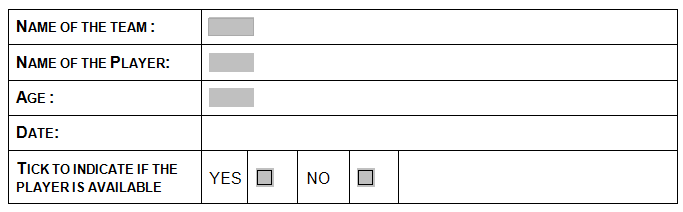 NAME OF THE TEAM :
NAME OF THE PLAYER:
AGE :
DATE:
TICK TO INDICATE IF THE
PLAYER IS AVAILABLE
YES
NO